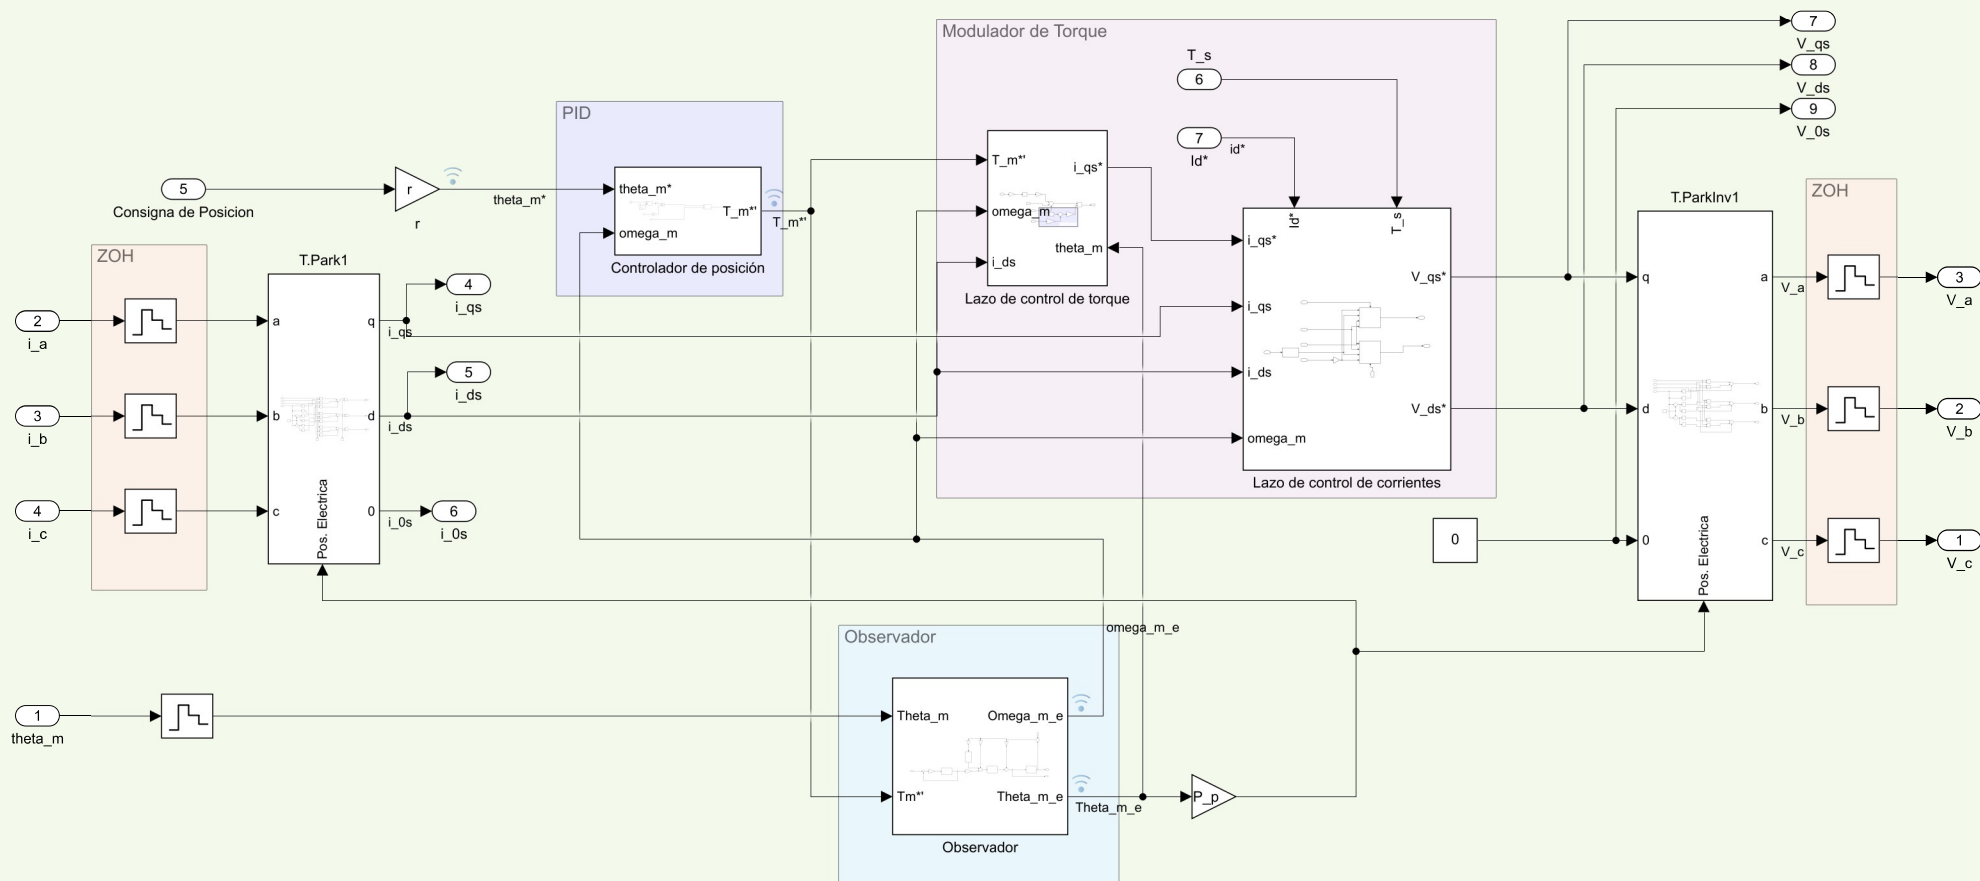 Modulador de Torque
7
V_qs
8
V_ds
9
V_0s
T_s
6
7
Id*
id*
PID
theta_m*
omega_m
T_m*'
T_m*'
Controlador de posición
5
Consigna de Posicion
r
r
theta_m*
T_m*'
omega_m
i_ds
i_qs*
theta_m
Lazo de control de torque
Id*
T_s
i_qs*
i_qs
i_ds
omega_m
V_qs*
V_ds*
Lazo de control de corrientes
ZOH
2
i_a
3
i_b
4
i_c
T.Park1
a
b
c
q
d
0
Pos. Electrica
i_qs
i_ds
i_0s
4
i_qs
5
i_ds
6
i_0s
0
T.ParkInv1
q
d
0
a
b
c
Pos. Electrica
V_a
V_b
V_c
ZOH
3
V_a
2
V_b
1
V_c
1
theta_m
Observador
omega_m_e
Theta_m
Tm*'
Omega_m_e
Theta_m_e
Theta_m_e
Observador
P_p